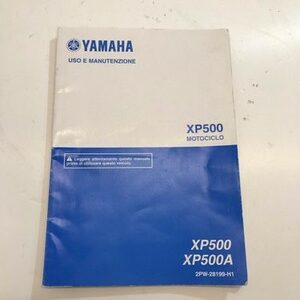 YAMAHA
USO E MANUTENZIONE
XP500
MOTOCICLO
Leggere attentamente questo manuale
prima di utilizzare questo veicolo.
XP500
XP500A
2PW-28199-H1